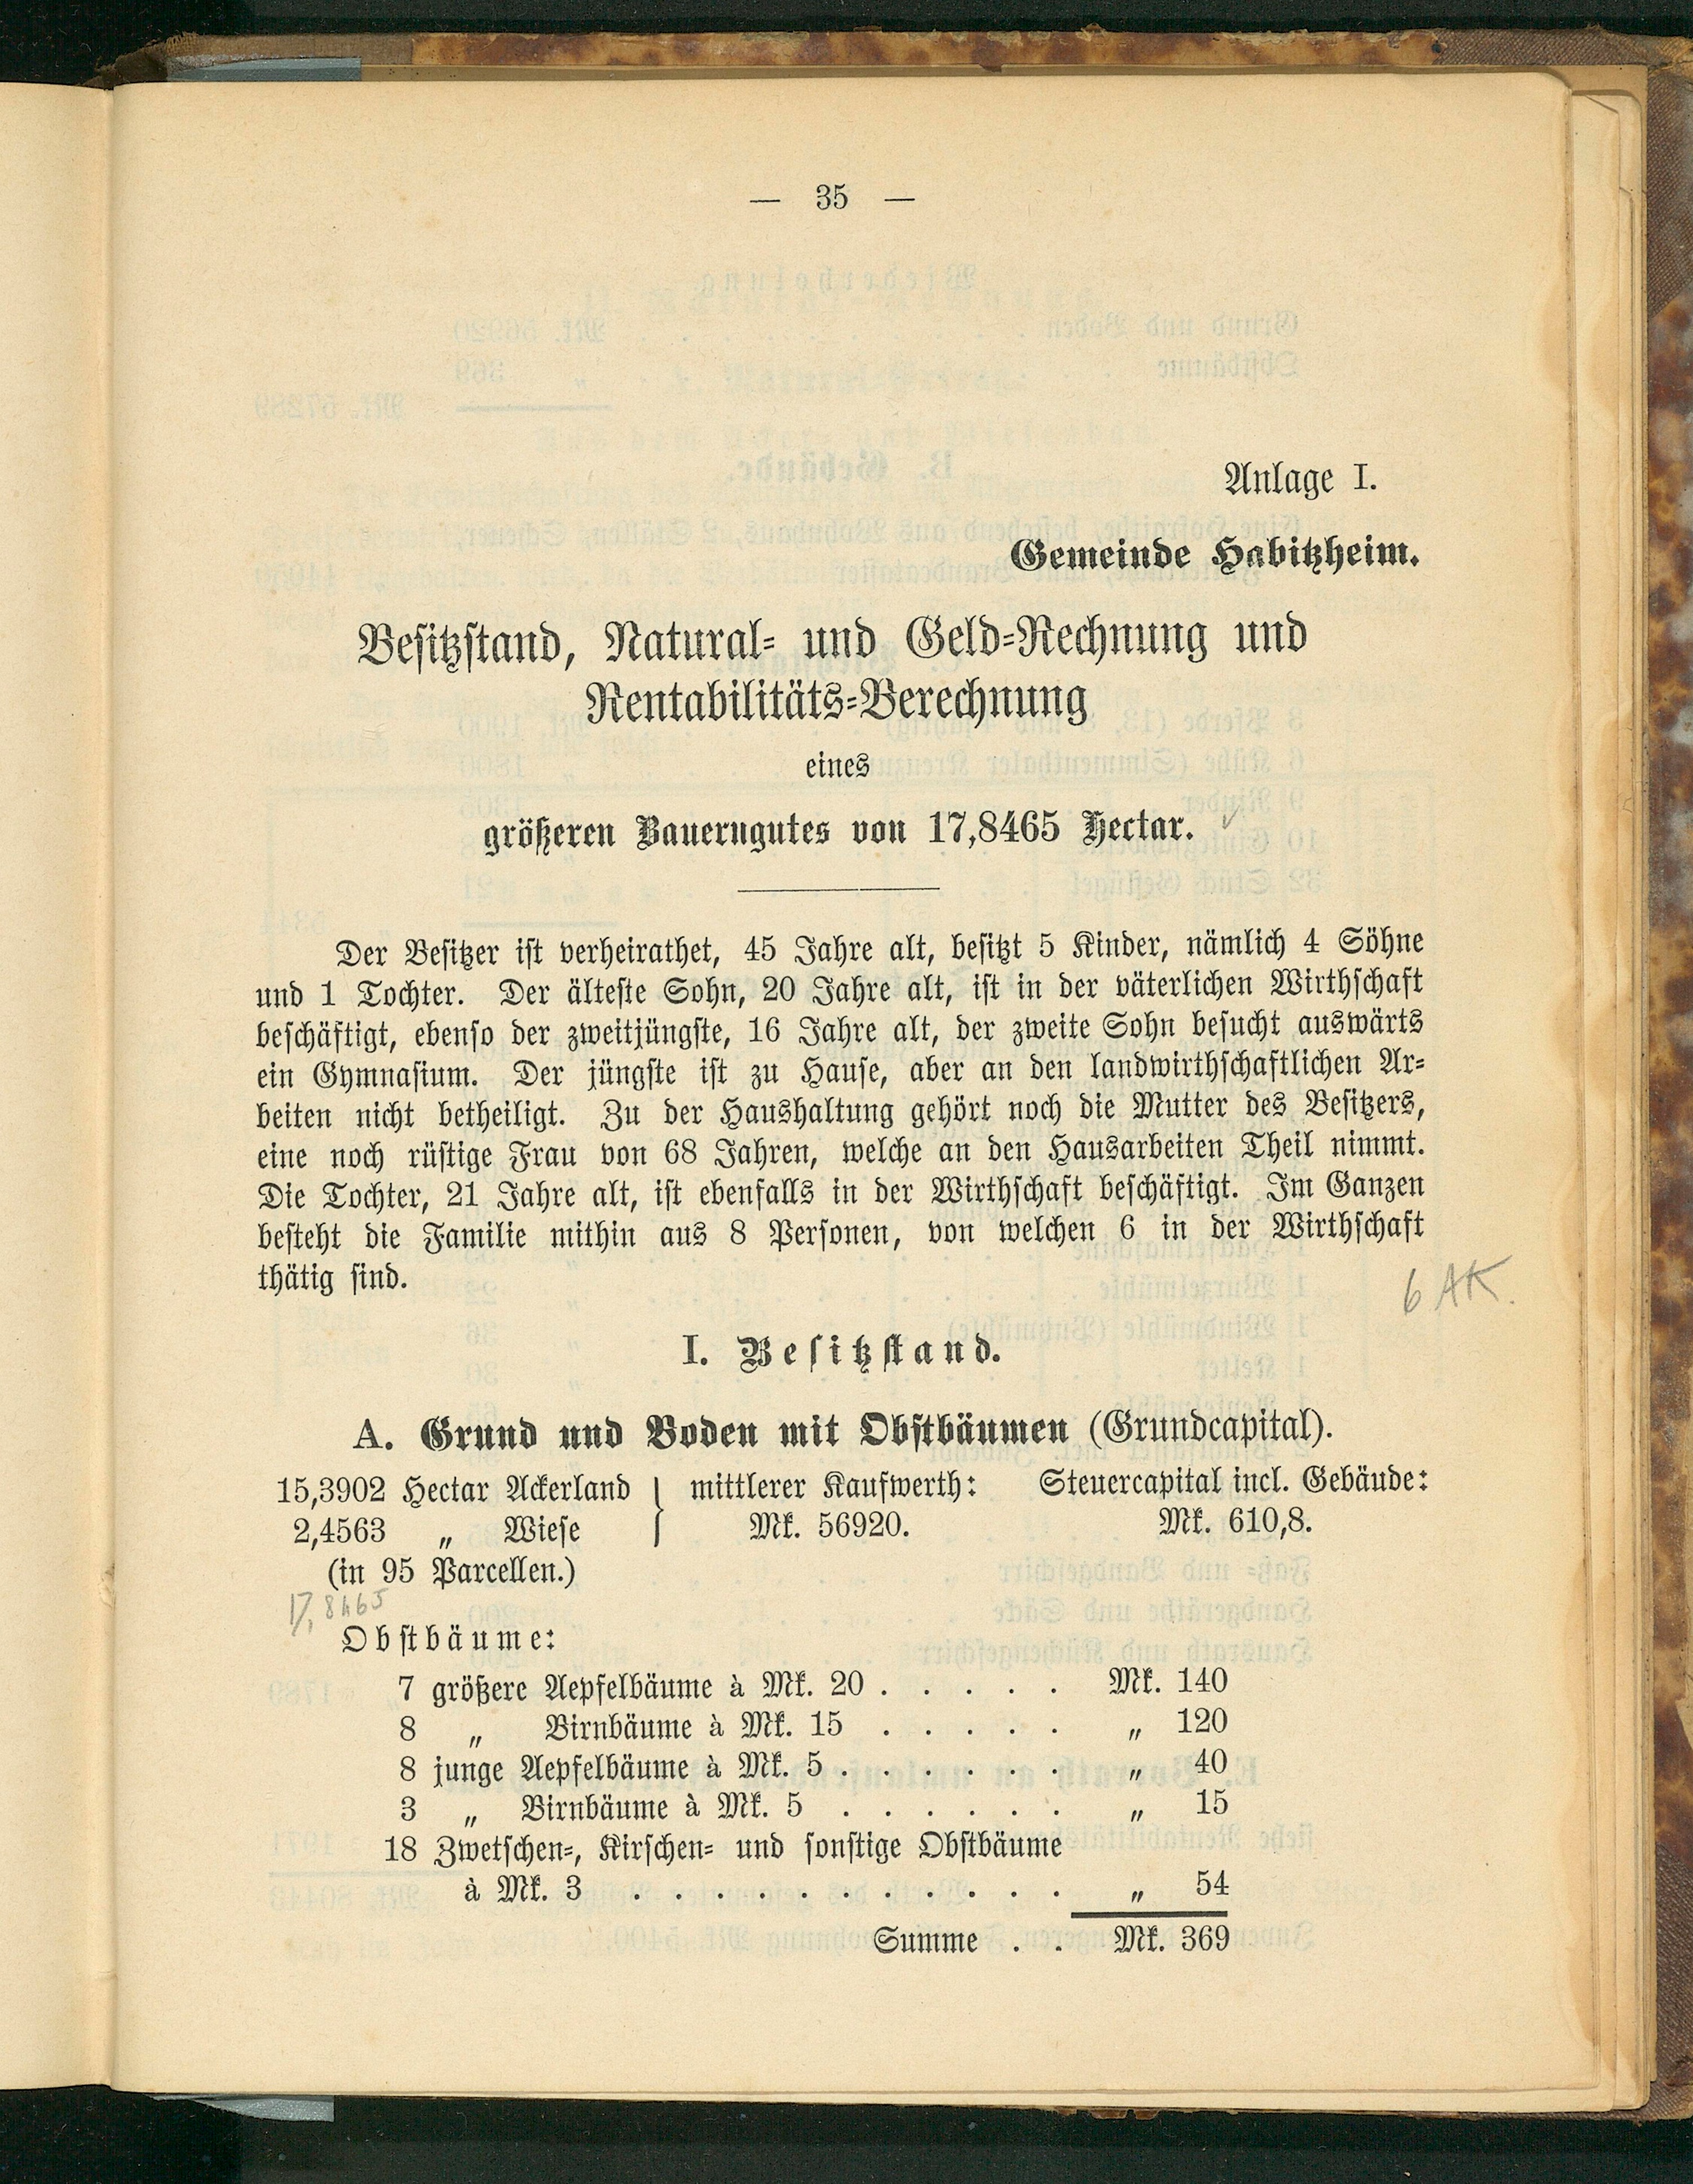 — 35 —
Anlage I.
Gemeinde Habitzheim.
Besitzstand, Natural- und Geld-Rechnung und
Rentabilitäts-Berechnung
eines
größeren Bauerngutes von 17,8465 Hectar.
Der Besitzer ist verheirathet, 45 Jahre alt, besitzt 5 Kinder, nämlich 4 Söhne
und 1 Tochter. Der älteste Sohn, 20 Jahre alt, ist in der väterlichen Wirthschaft
beschäftigt, ebenso der zweitjüngste, 16 Jahre alt, der zweite Sohn besucht auswärts
ein Gymnasium. Der jüngste ist zu Hause, aber an den landwirthschaftlichen Ar-
beiten nicht betheiligt. Zu der Haushaltung gehört noch die Mutter des Besitzers,
eine noch rüstige Frau von 68 Jahren, welche an den Hausarbeiten Theil nimmt.
Die Tochter, 21 Jahre alt, ist ebenfalls in der Wirthschaft beschäftigt. Im Ganzen
besteht die Familie mithin aus 8 Personen, von welchen 6 in der Wirthschaft
thätig sind.
6 AK.
I. Besitzstand.
A. Grund und Boden mit Obstbäumen (Grundcapital).
15,3902 Hectar Ackerland } mittlerer Kaufwerth: Steuercapital incl. Gebäude:
2,4563 „ Wiese } Mk. 56920. Mk. 610,8.
(in 95 Parcellen.)
17,8465
Obstbäume:
7 größere Aepfelbäume à Mk. 20 . . . . . Mk. 140
8 „ Birnbäume à Mk. 15 . . . . . „ 120
8 junge Aepfelbäume à Mk. 5 . . . . . . „ 40
3 „ Birnbäume à Mk. 5 . . . . . . „ 15
18 Zwetschen-, Kirschen- und sonstige Obstbäume
à Mk. 3 . . . . . . . . . . . „ 54
Summe . . Mk. 369